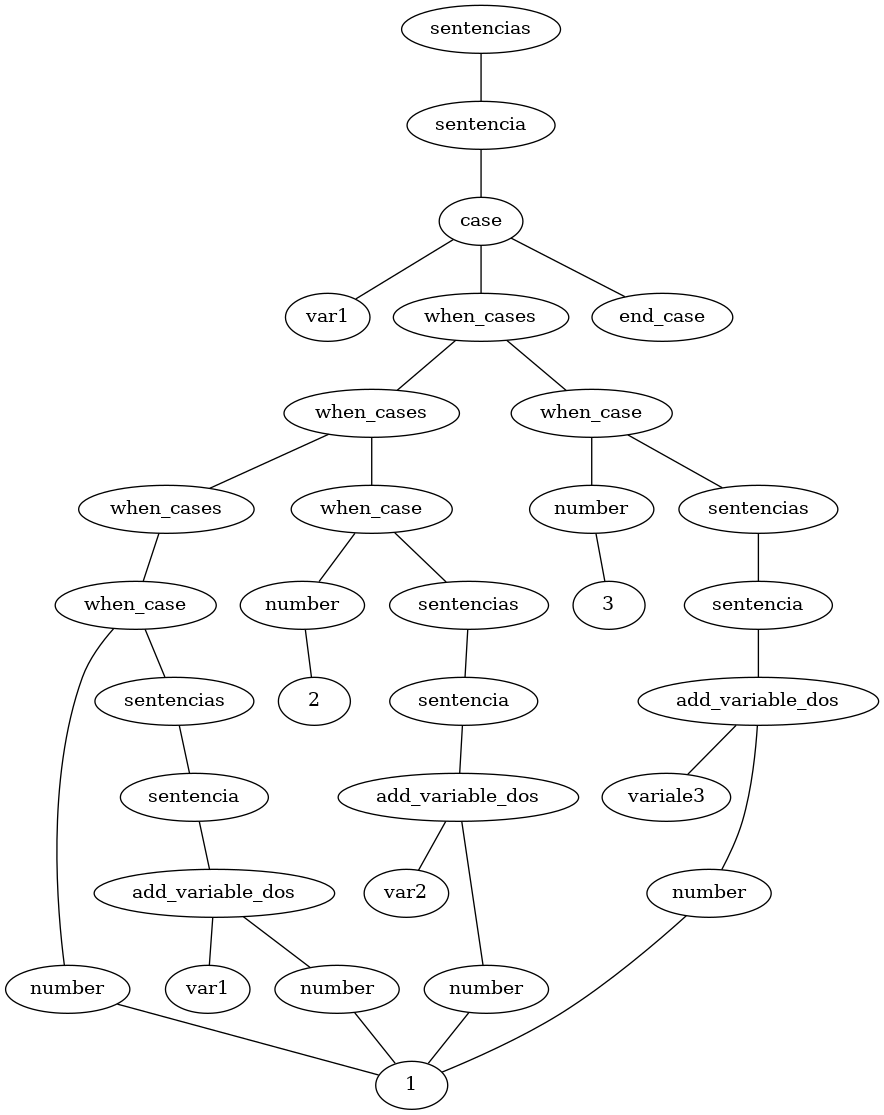 sentencias
sentencia
case
var1 when_cases end_case
when_cases when_case
when_cases when_case number sentencias
when_case number sentencias 3 sentencia
sentencias 2 sentencia add_variable_dos
sentencia add_variable_dos variale3
add_variable_dos var2 number
number var1 number number
1